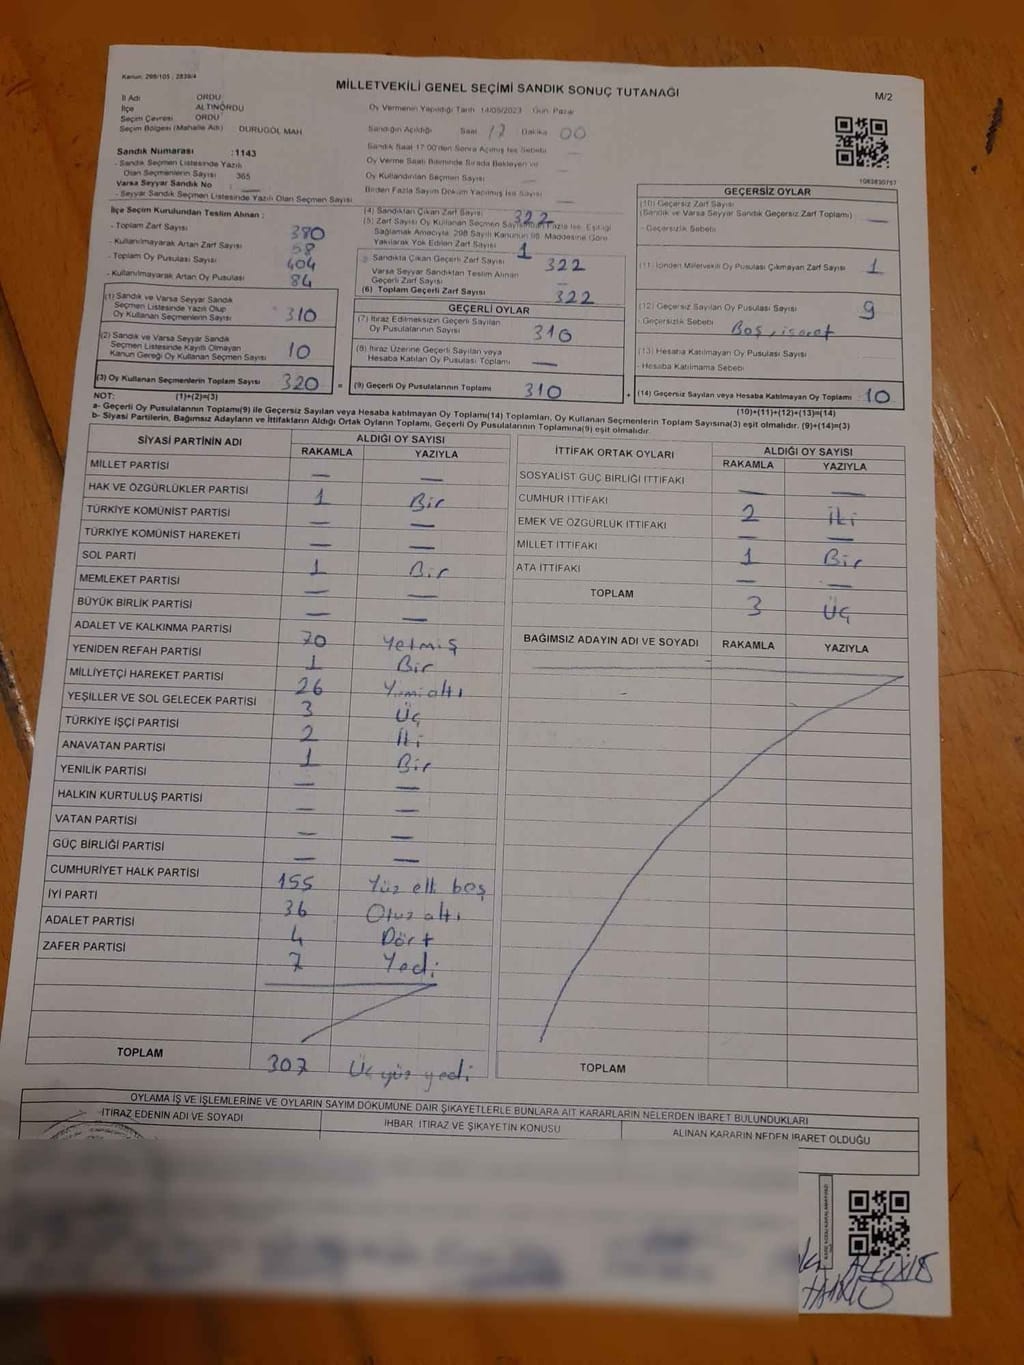 Kanun: 298/105 ; 2839/4
MİLLETVEKİLİ GENEL SEÇİMİ SANDIK SONUÇ TUTANAĞI
M/2
İl Adı ORDU
İlçe ALTINORDU
Seçim Çevresi ORDU
Seçim Bölgesi (Mahalle Adı) DURUGÖL MAH
Oy Vermenin Yapıldığı Tarih 14/05/2023 Gün Pazar
Sandığın Açıldığı Saat 17 Dakika 00
Sandık Saat 17:00'den Sonra Açılmış İse Sebebi —
Oy Verme Saati Bitiminde Sırada Bekleyen ve
Oy Kullandırılan Seçmen Sayısı —
Birden Fazla Sayım Döküm Yapılmış İse Sayısı —
Sandık Numarası :1143
- Sandık Seçmen Listesinde Yazılı
Olan Seçmenlerin Sayısı 365
Varsa Seyyar Sandık No : —
- Seyyar Sandık Seçmen Listesinde Yazılı Olan Seçmen Sayısı
İlçe Seçim Kurulundan Teslim Alınan :
- Toplam Zarf Sayısı 380
- Kullanılmayarak Artan Zarf Sayısı 58
- Toplam Oy Pusulası Sayısı 404
- Kullanılmayarak Artan Oy Pusulası 84
(1) Sandık ve Varsa Seyyar Sandık
Seçmen Listesinde Yazılı Olup
Oy Kullanan Seçmenlerin Sayısı 310
(2) Sandık ve Varsa Seyyar Sandık
Seçmen Listesinde Kayıtlı Olmayan
Kanun Gereği Oy Kullanan Seçmen Sayısı 10
(3) Oy Kullanan Seçmenlerin Toplam Sayısı 320 =
(4) Sandıktan Çıkan Zarf Sayısı 322
(5) Zarf Sayısı Oy Kullanan Seçmen Sayısından Fazla İse, Eşitliği
Sağlamak Amacıyla, 298 Sayılı Kanunun 98. Maddesine Göre
Yakılarak Yok Edilen Zarf Sayısı 1
Sandıkta Çıkan Geçerli Zarf Sayısı 322
Varsa Seyyar Sandıktan Teslim Alınan
Geçerli Zarf Sayısı —
(6) Toplam Geçerli Zarf Sayısı 322
GEÇERLİ OYLAR
(7) İtiraz Edilmeksizin Geçerli Sayılan
Oy Pusulalarının Sayısı 310
(8) İtiraz Üzerine Geçerli Sayılan veya
Hesaba Katılan Oy Pusulası Toplamı —
(9) Geçerli Oy Pusulalarının Toplamı 310 +
GEÇERSİZ OYLAR
(10) Geçersiz Zarf Sayısı
(Sandık ve Varsa Seyyar Sandık Geçersiz Zarf Toplamı) —
- Geçersizlik Sebebi
(11) İçinden Milletvekili Oy Pusulası Çıkmayan Zarf Sayısı 1
(12) Geçersiz Sayılan Oy Pusulası Sayısı 9
- Geçersizlik Sebebi Boş, işaret
(13) Hesaba Katılmayan Oy Pusulası Sayısı
- Hesaba Katılmama Sebebi
(14) Geçersiz Sayılan veya Hesaba Katılmayan Oy Toplamı 10
NOT: (1)+(2)=(3) (10)+(11)+(12)+(13)=(14)
a- Geçerli Oy Pusulalarının Toplamı(9) ile Geçersiz Sayılan veya Hesaba katılmayan Oy Toplamı(14) Toplamları, Oy Kullanan Seçmenlerin Toplam Sayısına(3) eşit olmalıdır. (9)+(14)=(3)
b- Siyasi Partilerin, Bağımsız Adayların ve İttifakların Aldığı Ortak Oyların Toplamı, Geçerli Oy Pusulalarının Toplamına(9) eşit olmalıdır.
SİYASİ PARTİNİN ADI ALDIĞI OY SAYISI
RAKAMLA YAZIYLA
MİLLET PARTİSİ — —
HAK VE ÖZGÜRLÜKLER PARTİSİ 1 Bir
TÜRKİYE KOMÜNİST PARTİSİ — —
TÜRKİYE KOMÜNİST HAREKETİ — —
SOL PARTİ 1 Bir
MEMLEKET PARTİSİ — —
BÜYÜK BİRLİK PARTİSİ — —
ADALET VE KALKINMA PARTİSİ 70 Yetmiş
YENİDEN REFAH PARTİSİ 1 Bir
MİLLİYETÇİ HAREKET PARTİSİ 26 Yirmialtı
YEŞİLLER VE SOL GELECEK PARTİSİ 3 Üç
TÜRKİYE İŞÇİ PARTİSİ 2 İki
ANAVATAN PARTİSİ 1 Bir
YENİLİK PARTİSİ — —
HALKIN KURTULUŞ PARTİSİ — —
VATAN PARTİSİ — —
GÜÇ BİRLİĞİ PARTİSİ — —
CUMHURİYET HALK PARTİSİ 155 Yüz elli beş
İYİ PARTİ 36 Otuz altı
ADALET PARTİSİ 4 Dört
ZAFER PARTİSİ 7 Yedi
TOPLAM 307 Üçyüz yedi
İTTİFAK ORTAK OYLARI ALDIĞI OY SAYISI
RAKAMLA YAZIYLA
SOSYALİST GÜÇ BİRLİĞİ İTTİFAKI — —
CUMHUR İTTİFAKI 2 İki
EMEK VE ÖZGÜRLÜK İTTİFAKI — —
MİLLET İTTİFAKI 1 Bir
ATA İTTİFAKI — —
TOPLAM 3 Üç
BAĞIMSIZ ADAYIN ADI VE SOYADI RAKAMLA YAZIYLA
TOPLAM
OYLAMA İŞ VE İŞLEMLERİNE VE OYLARIN SAYIM DÖKÜMÜNE DAİR ŞİKAYETLERLE BUNLARA AİT KARARLARIN NELERDEN İBARET BULUNDUKLARI
İTİRAZ EDENİN ADI VE SOYADI
İHBAR, İTİRAZ VE ŞİKAYETİN KONUSU
ALINAN KARARIN NEDEN İBARET OLDUĞU